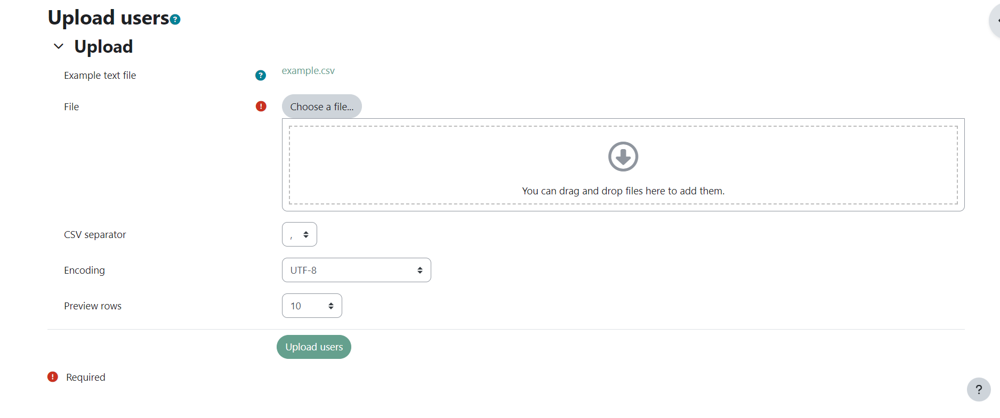 Upload users
Upload
Example text file
example.csv
File
Choose a file...
You can drag and drop files here to add them.
CSV separator
,
Encoding
UTF-8
Preview rows
10
Upload users
Required
?